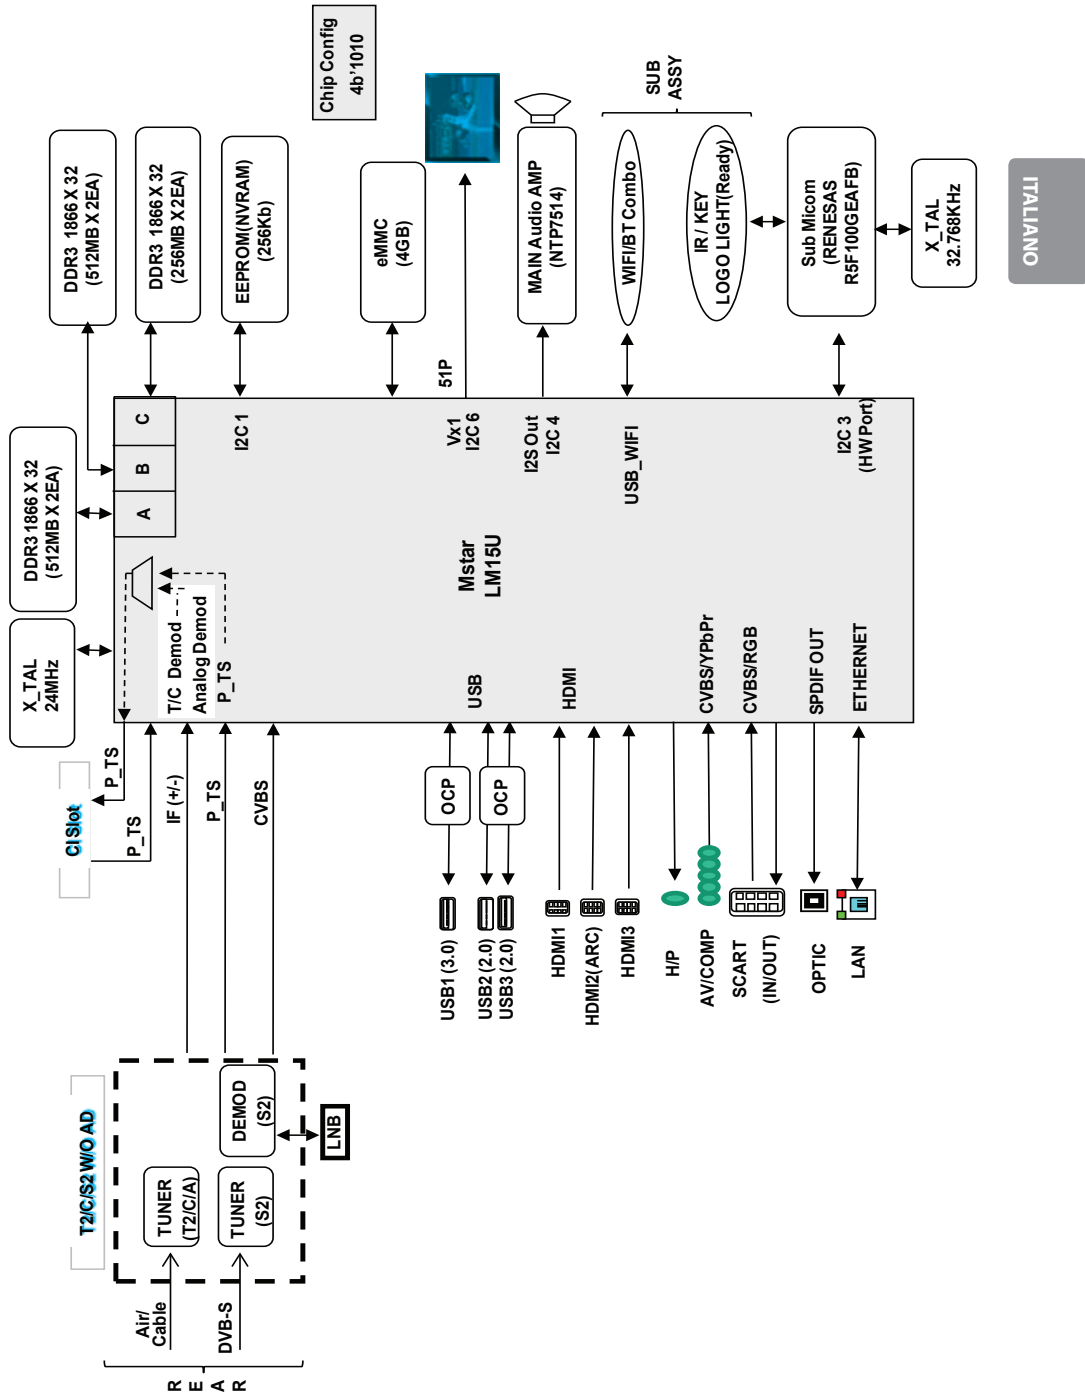 Chip Config
4b'1010
DDR3 1866 X 32
(512MB X 2EA)
DDR3 1866 X 32
(256MB X 2EA)
EEPROM(NVRAM)
(256Kb)
eMMC
(4GB)
MAIN Audio AMP
(NTP7514)
SUB
ASSY
WIFI/BT Combo
IR / KEY
LOGO LIGHT(Ready)
Sub Micom
(RENESAS
R5F100GEAFB)
X_TAL
32.768KHz
ITALIANO
51P
DDR3 1866 X 32
(512MB X 2EA)
X_TAL
24MHz
A
B
C
I2C 1
Vx1
I2C 6
I2S Out
I2C 4
USB_WIFI
I2C 3
(HW Port)
Mstar
LM15U
T/C Demod
Analog Demod
P_TS
USB
HDMI
CVBS/YPbPr
CVBS/RGB
SPDIF OUT
ETHERNET
CI Slot
P_TS
P_TS
IF (+/-)
P_TS
CVBS
OCP
OCP
USB1 (3.0)
USB2 (2.0)
USB3 (2.0)
HDMI1
HDMI2(ARC)
HDMI3
H/P
AV/COMP
SCART
(IN/OUT)
OPTIC
LAN
T2/C/S2 W/O AD
TUNER
(T2/C/A)
TUNER
(S2)
DEMOD
(S2)
LNB
Air/
Cable
DVB-S
R
E
A
R